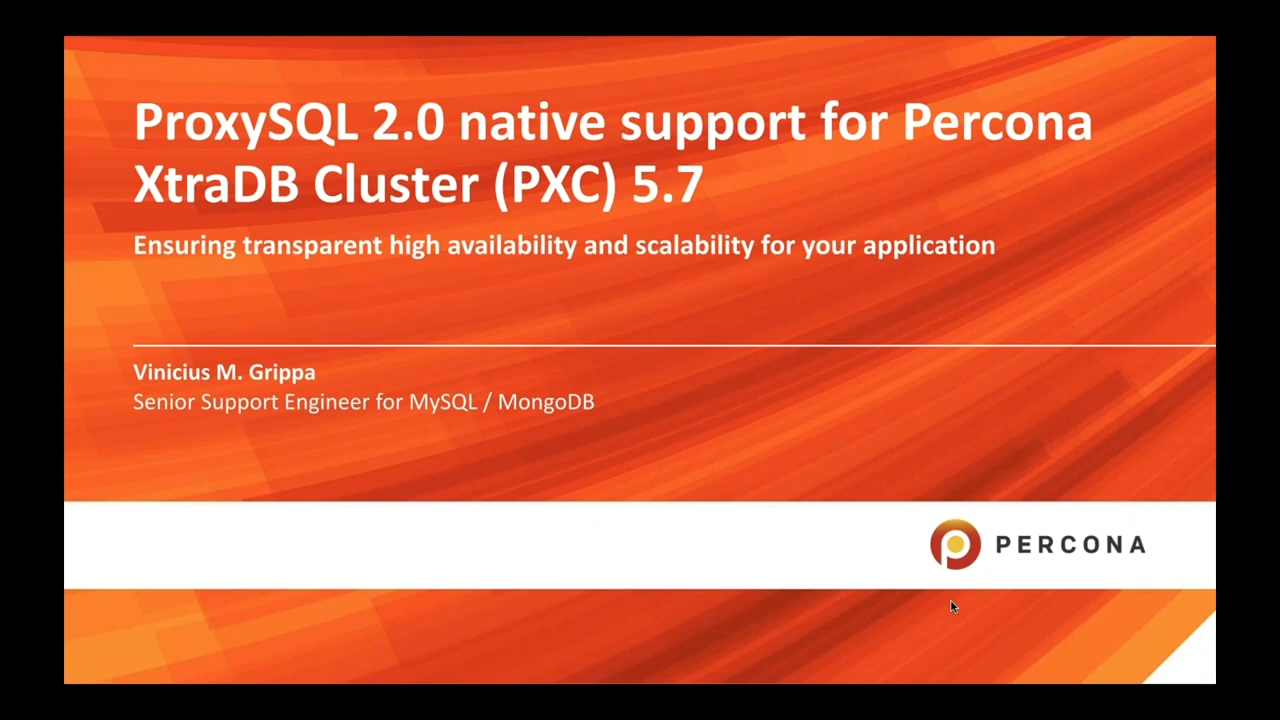 ProxySQL 2.0 native support for Percona
XtraDB Cluster (PXC) 5.7
Ensuring transparent high availability and scalability for your application
Vinicius M. Grippa
Senior Support Engineer for MySQL / MongoDB
PERCONA